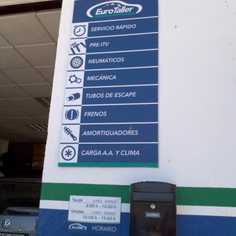 EuroTaller
SERVICIO RÁPIDO
PRE-ITV
NEUMÁTICOS
MECÁNICA
TUBOS DE ESCAPE
FRENOS
AMORTIGUADORES
CARGA A.A. Y CLIMA
HORARIO